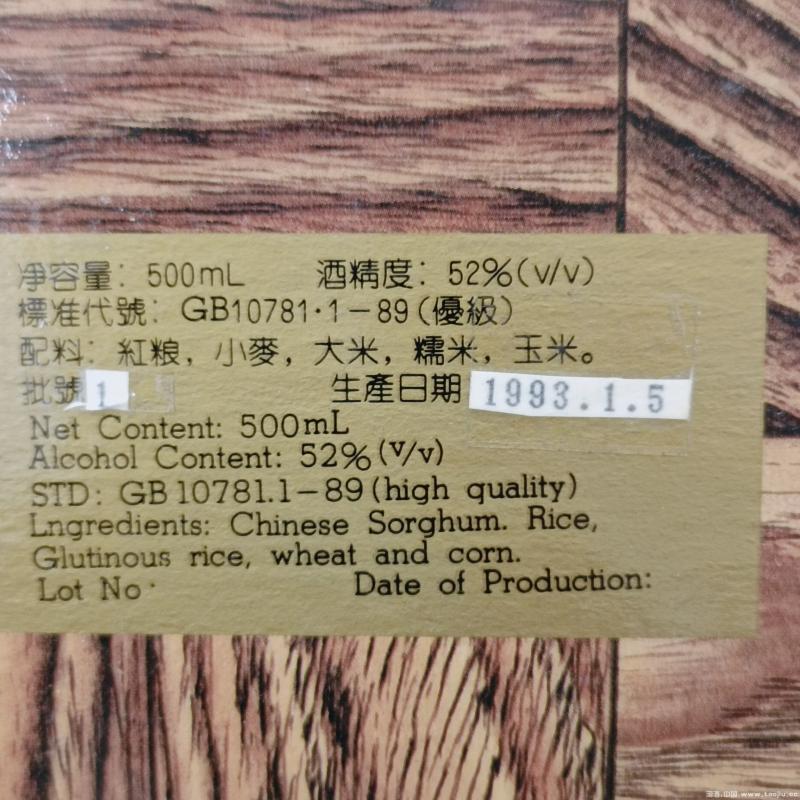 净容量: 500mL 酒精度: 52%(v/v)
標准代號: GB10781·1-89(優級)
配料: 紅粮, 小麥, 大米, 糯米, 玉米。
批號 1 生產日期 1993.1.5
Net Content: 500mL
Alcohol Content: 52%(v/v)
STD: GB10781.1-89(high quality)
Lngredients: Chinese Sorghum. Rice,
Glutinous rice, wheat and corn.
Lot No· Date of Production: